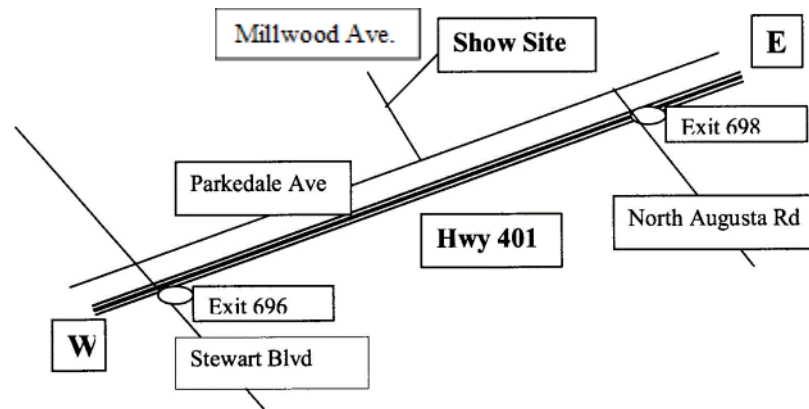 Millwood Ave.
Show Site
E
Exit 698
Parkedale Ave
North Augusta Rd
Hwy 401
Exit 696
W
Stewart Blvd